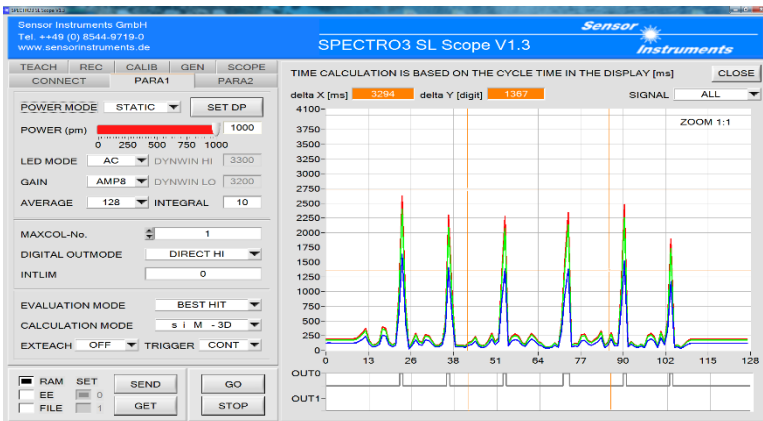 SPECTRO3 SL Scope V1.3
Sensor Instruments GmbH
Tel. ++49 (0) 8544-9719-0
www.sensorinstruments.de
SPECTRO3 SL Scope V1.3
Sensor
Instruments
TEACH REC CALIB GEN SCOPE
CONNECT PARA1 PARA2
POWER MODE STATIC SET DP
POWER (pm) 1000
0 250 500 750 1000
LED MODE AC DYNWIN HI 3300
GAIN AMP8 DYNWIN LO 3200
AVERAGE 128 INTEGRAL 10
MAXCOL-No. 1
DIGITAL OUTMODE DIRECT HI
INTLIM 0
EVALUATION MODE BEST HIT
CALCULATION MODE s i M - 3D
EXTEACH OFF TRIGGER CONT
RAM SET SEND GO
EE 0
FILE 1 GET STOP
TIME CALCULATION IS BASED ON THE CYCLE TIME IN THE DISPLAY [ms] CLOSE
delta X [ms] 3294 delta Y [digit] 1367 SIGNAL ALL
4100-
ZOOM 1:1
3750-
3500-
3250-
3000-
2750-
2500-
2250-
2000-
1750-
1500-
1250-
1000-
750-
500-
250-
0-
0 13 26 38 51 64 77 90 102 115 128
OUT0
OUT1-